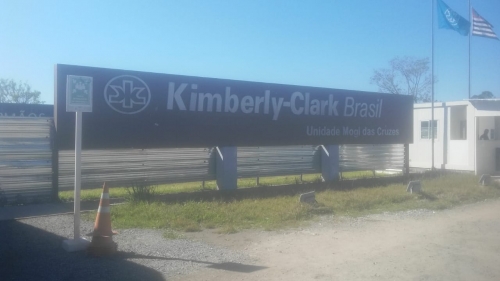 Kimberly-Clark Brasil
Unidade Mogi das Cruzes